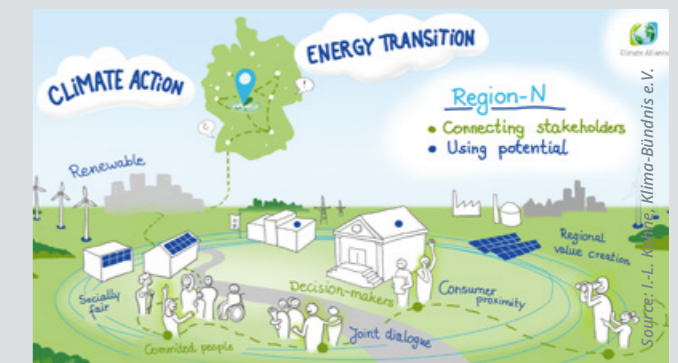 CLiMATE ACTiON
ENERGY TRANSiTiON
Climate Alliance
Region-N
• Connecting stakeholders
• Using potential
Renewable
Regional
value creation
Socially
fair
Decision-makers
Consumer
proximity
Commited people
Joint dialogue
Source: I.-L. Klima-Bündnis e.V.